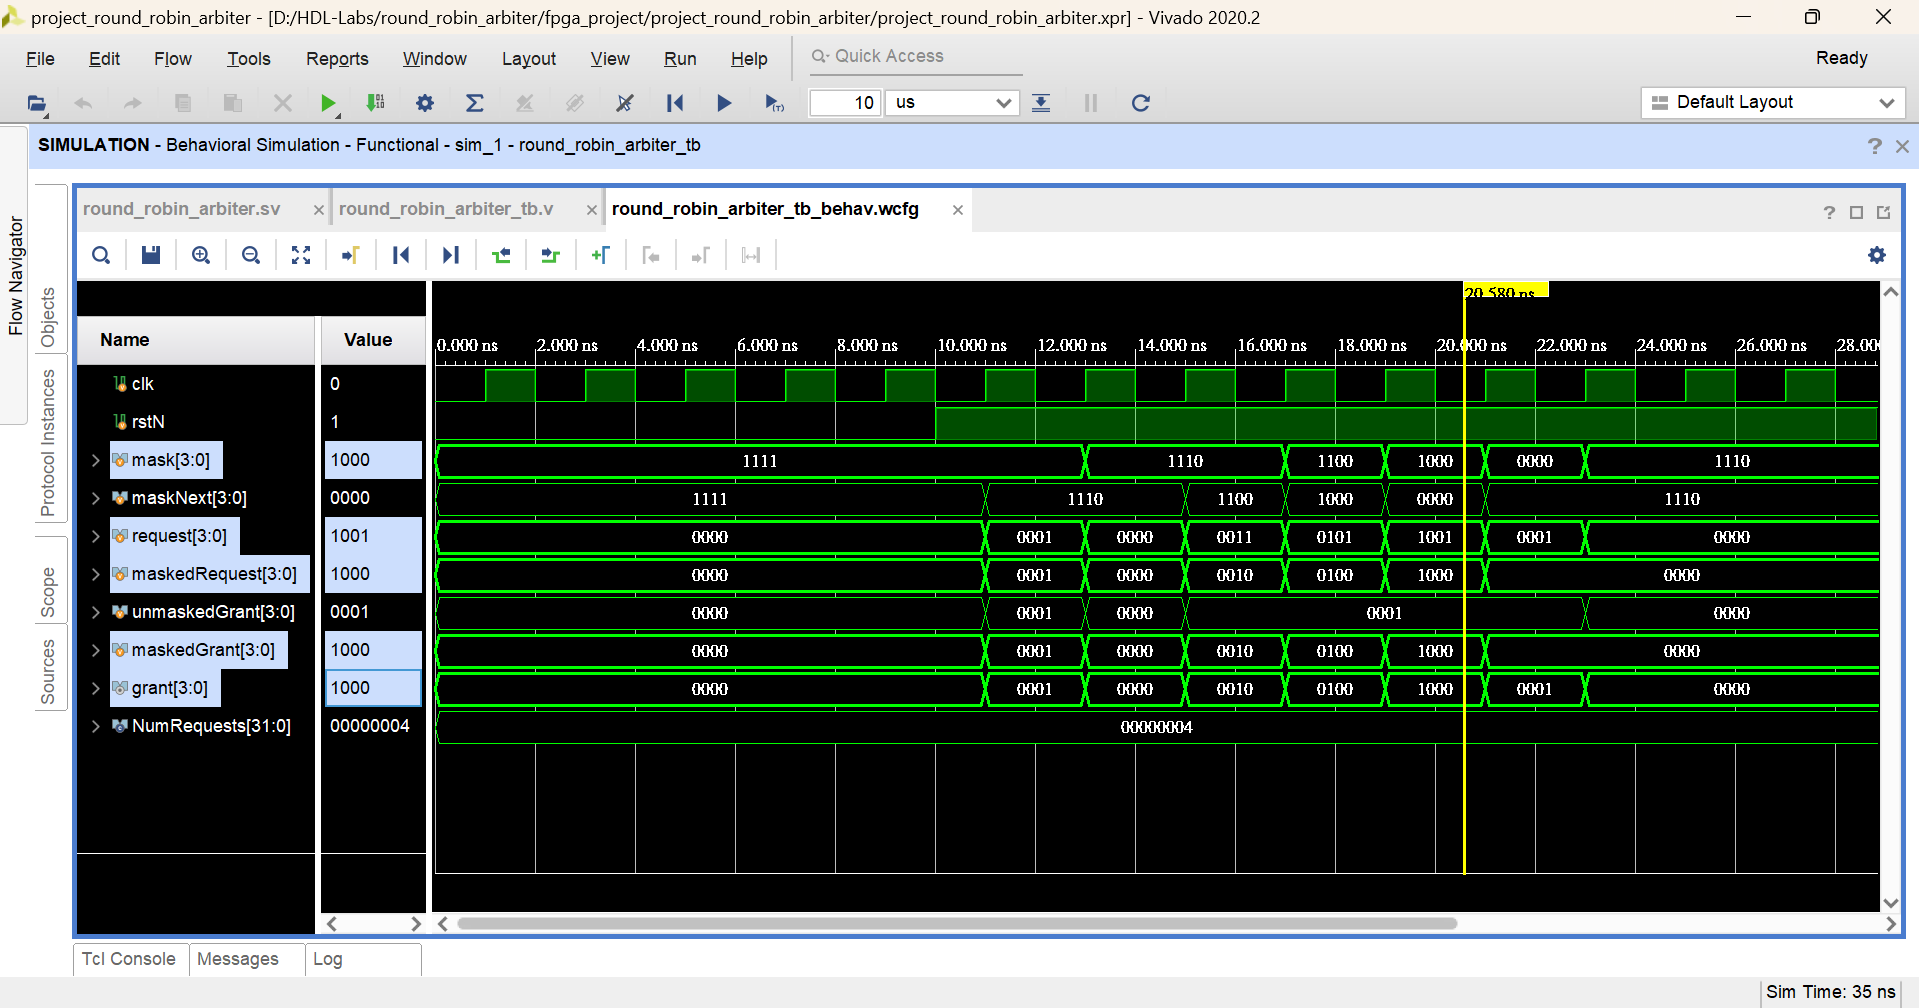 project_round_robin_arbiter - [D:/HDL-Labs/round_robin_arbiter/fpga_project/project_round_robin_arbiter/project_round_robin_arbiter.xpr] - Vivado 2020.2
File Edit Flow Tools Reports Window Layout View Run Help Quick Access Ready
10 us Default Layout
SIMULATION - Behavioral Simulation - Functional - sim_1 - round_robin_arbiter_tb
Flow Navigator
Objects
Protocol Instances
Scope
Sources
round_robin_arbiter.sv round_robin_arbiter_tb.v round_robin_arbiter_tb_behav.wcfg
20.580 ns
Name Value 0.000 ns 2.000 ns 4.000 ns 6.000 ns 8.000 ns 10.000 ns 12.000 ns 14.000 ns 16.000 ns 18.000 ns 20.000 ns 22.000 ns 24.000 ns 26.000 ns 28.00
clk 0
rstN 1
mask[3:0] 1000 1111 1110 1100 1000 0000 1110
maskNext[3:0] 0000 1111 1110 1100 1000 0000 1110
request[3:0] 1001 0000 0001 0000 0011 0101 1001 0001 0000
maskedRequest[3:0] 1000 0000 0001 0000 0010 0100 1000 0000
unmaskedGrant[3:0] 0001 0000 0001 0000 0001 0000
maskedGrant[3:0] 1000 0000 0001 0000 0010 0100 1000 0000
grant[3:0] 1000 0000 0001 0000 0010 0100 1000 0001 0000
NumRequests[31:0] 00000004 00000004
Tcl Console Messages Log
Sim Time: 35 ns